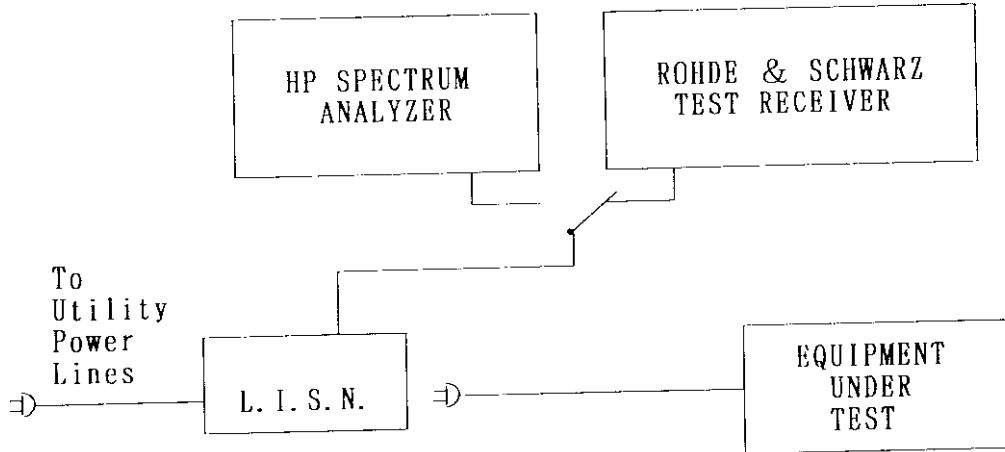 HP SPECTRUM
ANALYZER
ROHDE & SCHWARZ
TEST RECEIVER
To
Utility
Power
Lines
L. I. S. N.
EQUIPMENT
UNDER
TEST